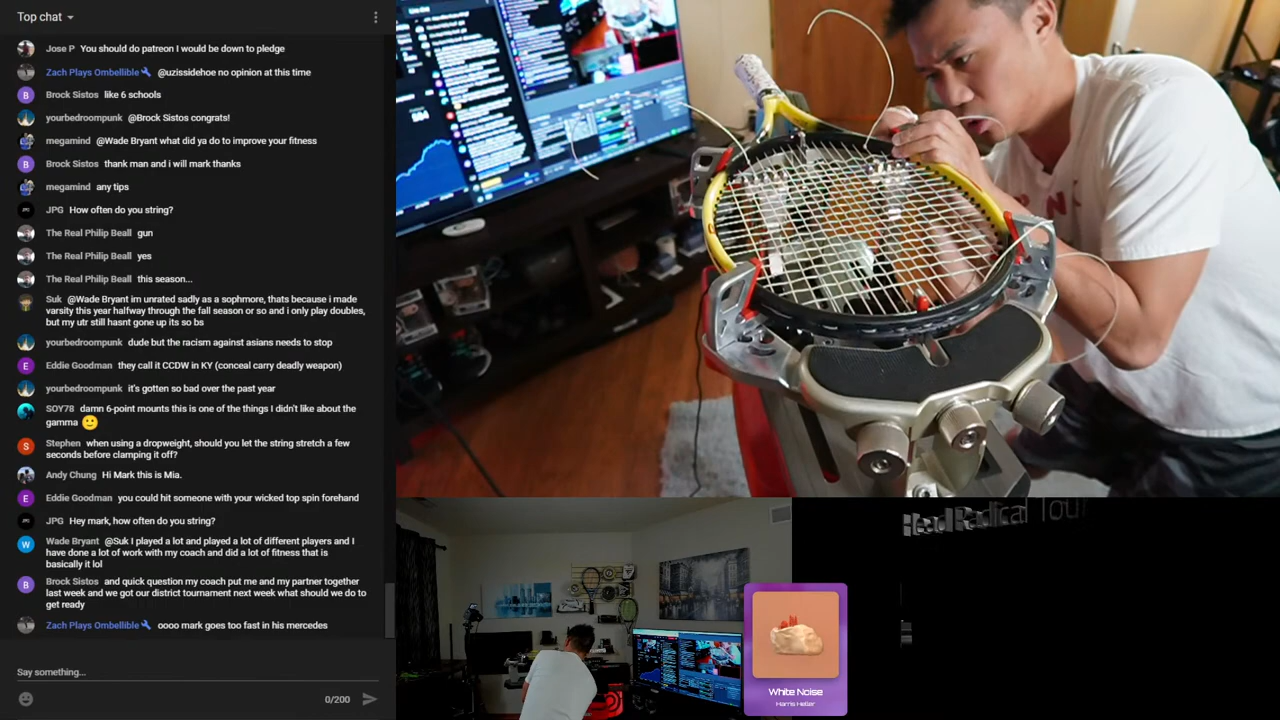 Top chat
Jose P You should do patreon I would be down to pledge
Zach Plays Ombellible @uzissidehoe no opinion at this time
Brock Sistos like 6 schools
yourbedroompunk @Brock Sistos congrats!
megamind @Wade Bryant what did ya do to improve your fitness
Brock Sistos thank man and i will mark thanks
megamind any tips
JPG How often do you string?
The Real Philip Beall gun
The Real Philip Beall yes
The Real Philip Beall this season...
Suk @Wade Bryant im unrated sadly as a sophmore, thats because i made
varsity this year halfway through the fall season or so and i only play doubles,
but my utr still hasnt gone up its so bs
yourbedroompunk dude but the racism against asians needs to stop
Eddie Goodman they call it CCDW in KY (conceal carry deadly weapon)
yourbedroompunk it's gotten so bad over the past year
SOY78 damn 6-point mounts this is one of the things I didn't like about the
gamma
Stephen when using a dropweight, should you let the string stretch a few
seconds before clamping it off?
Andy Chung Hi Mark this is Mia.
Eddie Goodman you could hit someone with your wicked top spin forehand
JPG Hey mark, how often do you string?
Wade Bryant @Suk I played a lot and played a lot of different players and I
have done a lot of work with my coach and did a lot of fitness that is
basically it lol
Brock Sistos and quick question my coach put me and my partner together
last week and we got our district tournament next week what should we do to
get ready
Zach Plays Ombellible oooo mark goes too fast in his mercedes
Say something...
0/200
Head Radical Tour
White Noise
Harris Heller